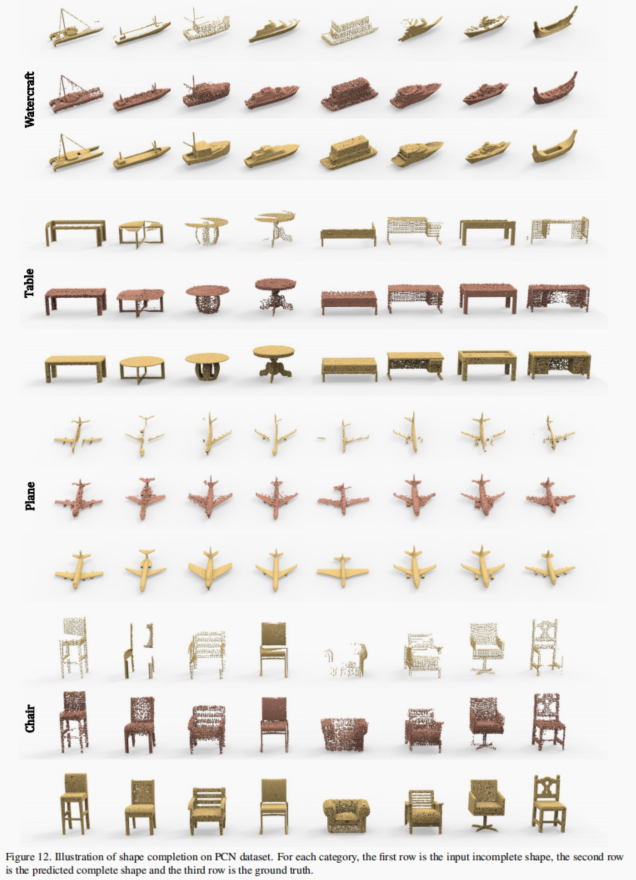 Watercraft
Table
Plane
Chair
Figure 12. Illustration of shape completion on PCN dataset. For each category, the first row is the input incomplete shape, the second row
is the predicted complete shape and the third row is the ground truth.